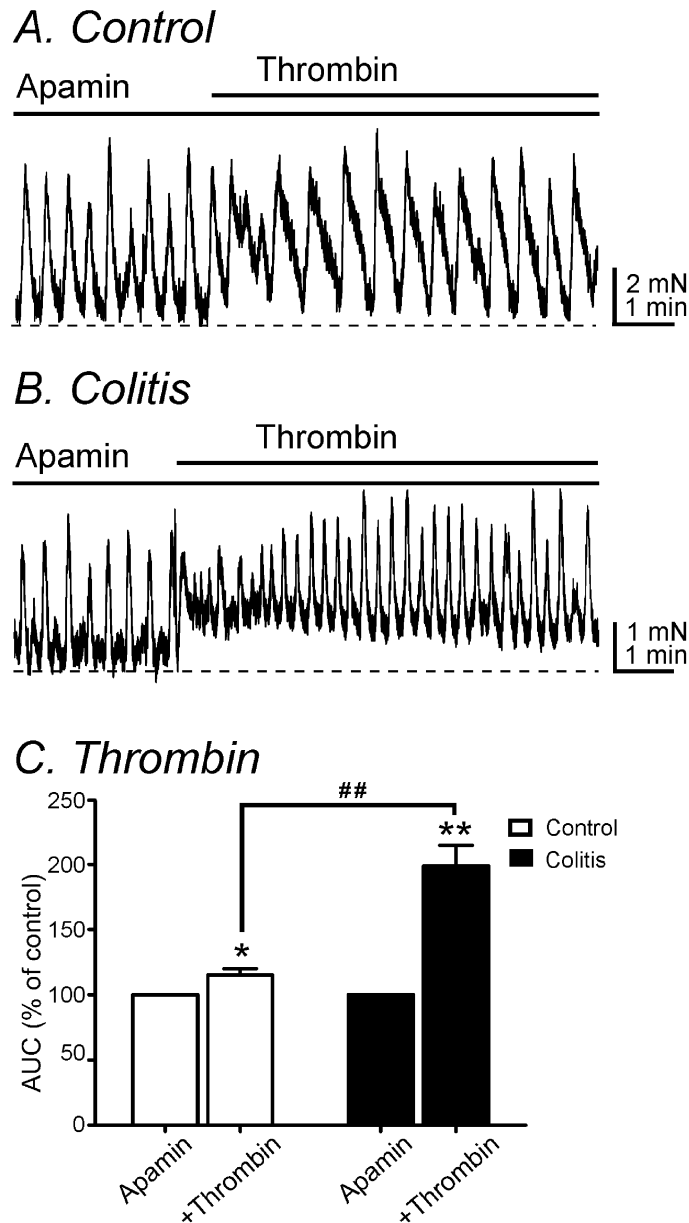 A. Control
Thrombin
Apamin
2 mN
1 min
B. Colitis
Thrombin
Apamin
1 mN
1 min
C. Thrombin
250
200
150
100
50
0
AUC (% of control)
##
*
**
Control
Colitis
Apamin
+Thrombin
Apamin
+Thrombin